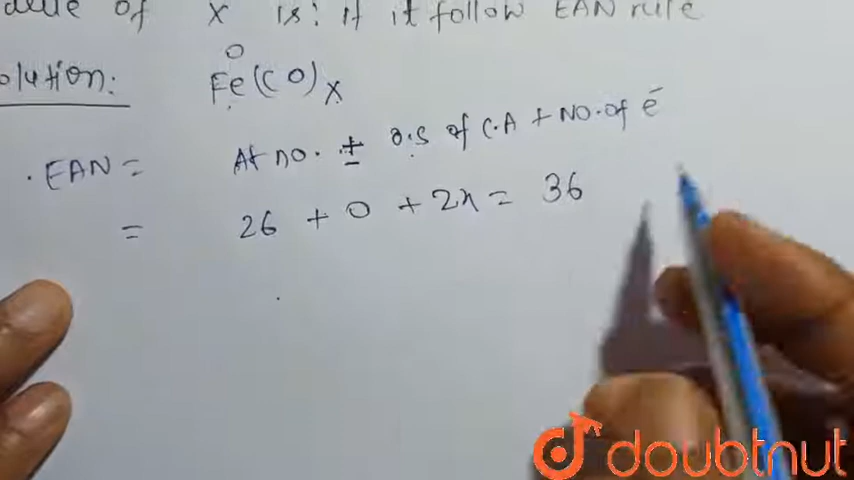 value of x is: if it follow EAN rule
Solution: Fe(CO)x
O
. EAN = At no. ± O.S of C.A + NO. of e-
= 26 + 0 + 2x = 36
doubtnut